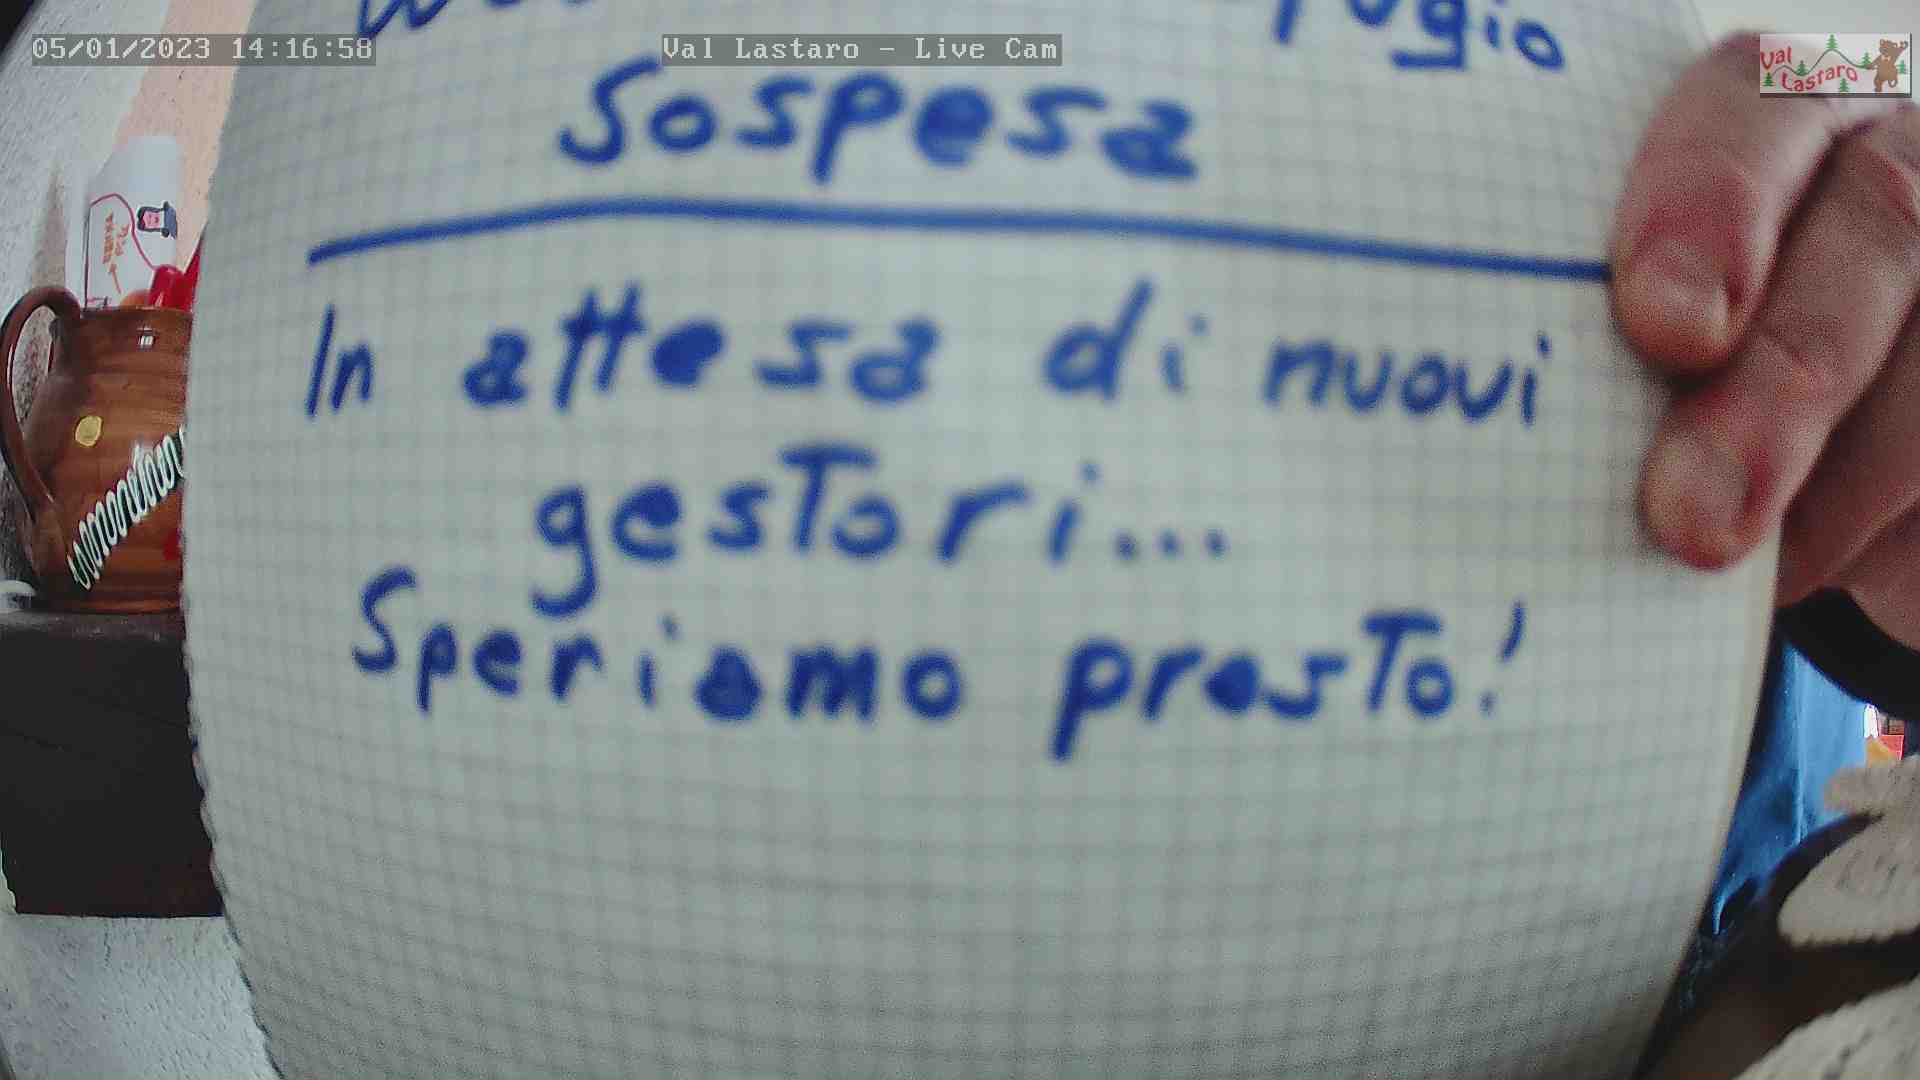 05/01/2023 14:16:58
Val Lastaro - Live Cam
Val
Lastaro
Sospesa
In attesa di nuovi
gestori...
Speriamo presto!